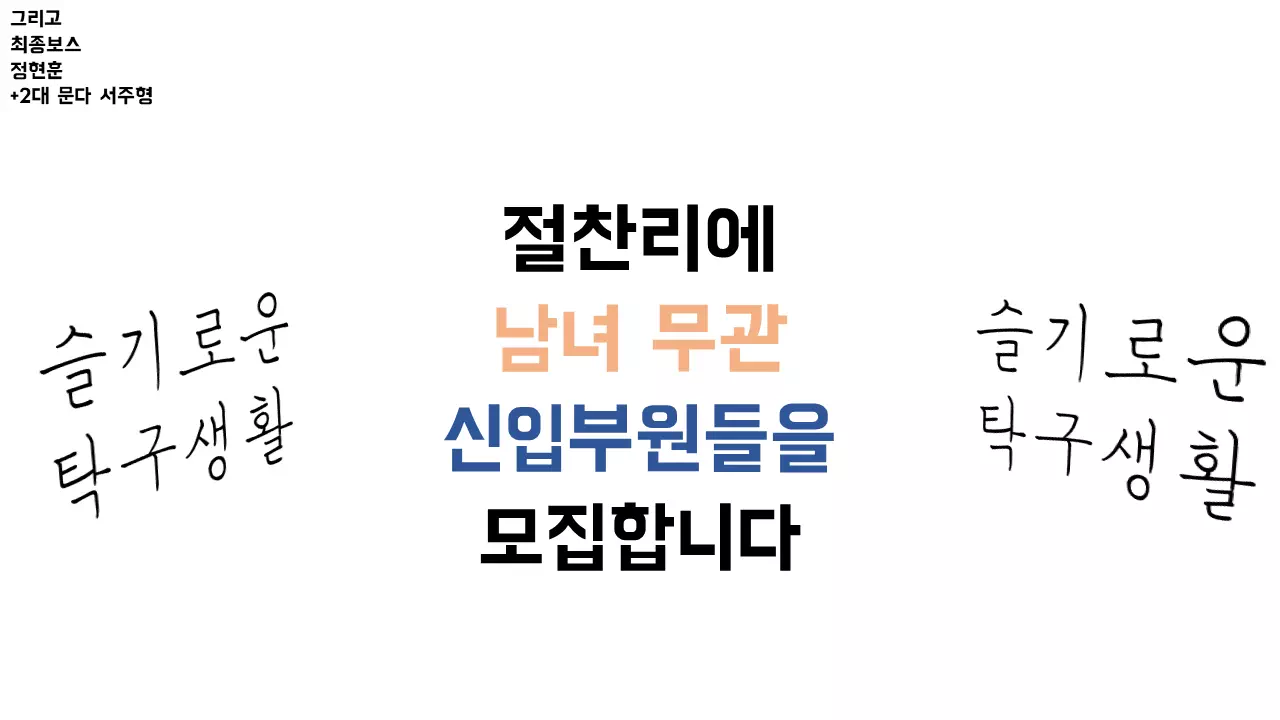 그리고
최종보스
정현훈
+2대 문다 서주형
절찬리에
남녀 무관
신입부원들을
모집합니다
슬기로운
탁구생활
슬기로운
탁구생활